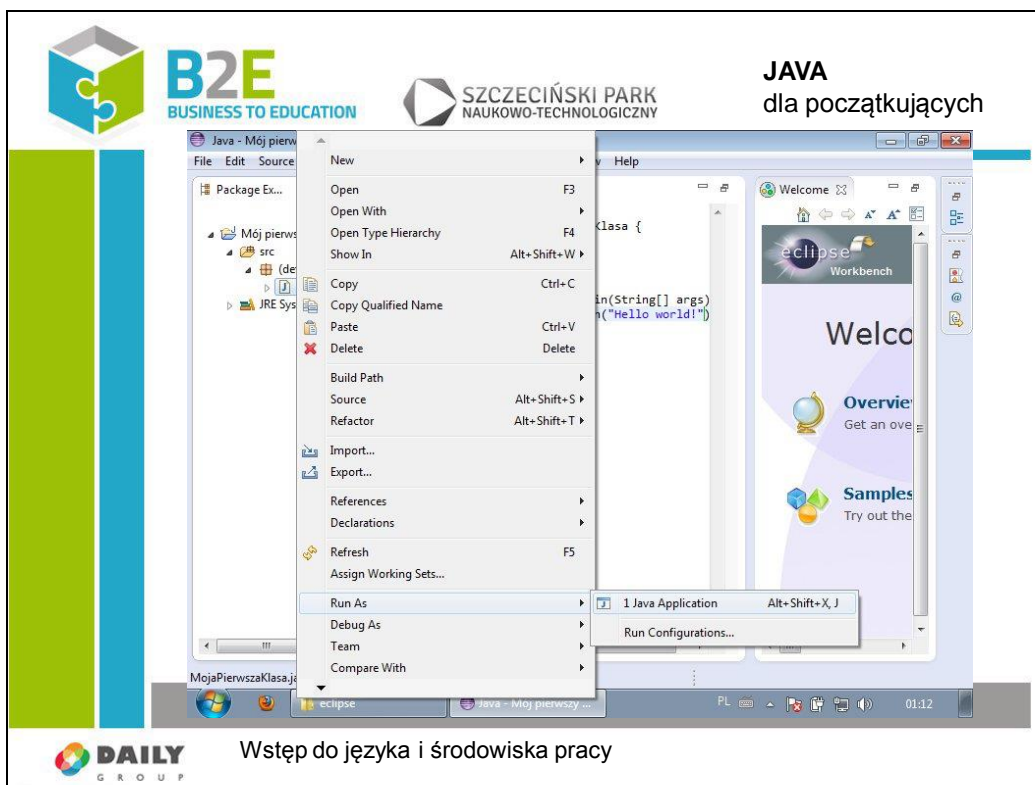 B2E
BUSINESS TO EDUCATION
SZCZECIŃSKI PARK
NAUKOWO-TECHNOLOGICZNY
JAVA
dla początkujących
Java - Mój pierw
File Edit Source
Help
Package Ex...
Mój pierws
src
(de
JRE Sys
New
Open F3
Open With
Open Type Hierarchy F4
Show In Alt+Shift+W
Copy Ctrl+C
Copy Qualified Name
Paste Ctrl+V
Delete Delete
Build Path
Source Alt+Shift+S
Refactor Alt+Shift+T
Import...
Export...
References
Declarations
Refresh F5
Assign Working Sets...
Run As
Debug As
Team
Compare With
1 Java Application Alt+Shift+X, J
Run Configurations...
Klasa {
in(String[] args)
n("Hello world!")
Welcome
eclipse
Workbench
Welco
Overvie
Get an ove
Samples
Try out the
MojaPierwszaKlasa.ja
eclipse
Java - Mój pierwszy ...
PL
01:12
DAILY
GROUP
Wstęp do języka i środowiska pracy